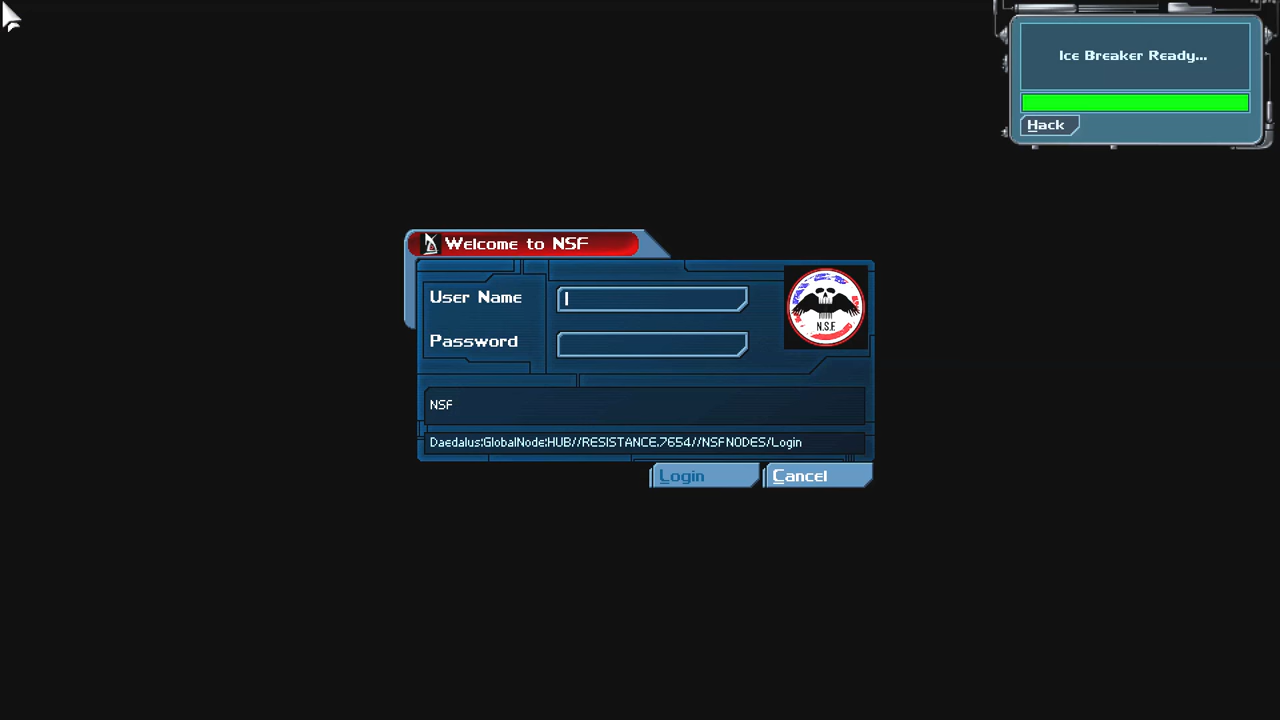 Ice Breaker Ready...
Hack
Welcome to NSF
User Name
Password
N.S.F.
NSF
Daedalus:GlobalNode:HUB//RESISTANCE.7654//NSFNODES/Login
Login
Cancel